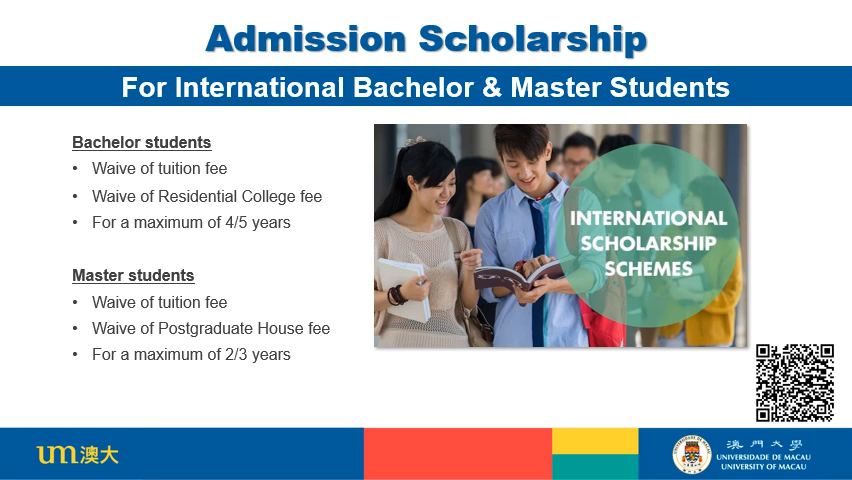 Admission Scholarship
For International Bachelor & Master Students
Bachelor students
• Waive of tuition fee
• Waive of Residential College fee
• For a maximum of 4/5 years
Master students
• Waive of tuition fee
• Waive of Postgraduate House fee
• For a maximum of 2/3 years
INTERNATIONAL
SCHOLARSHIP
SCHEMES
um澳大
澳門大學
UNIVERSIDADE DE MACAU
UNIVERSITY OF MACAU